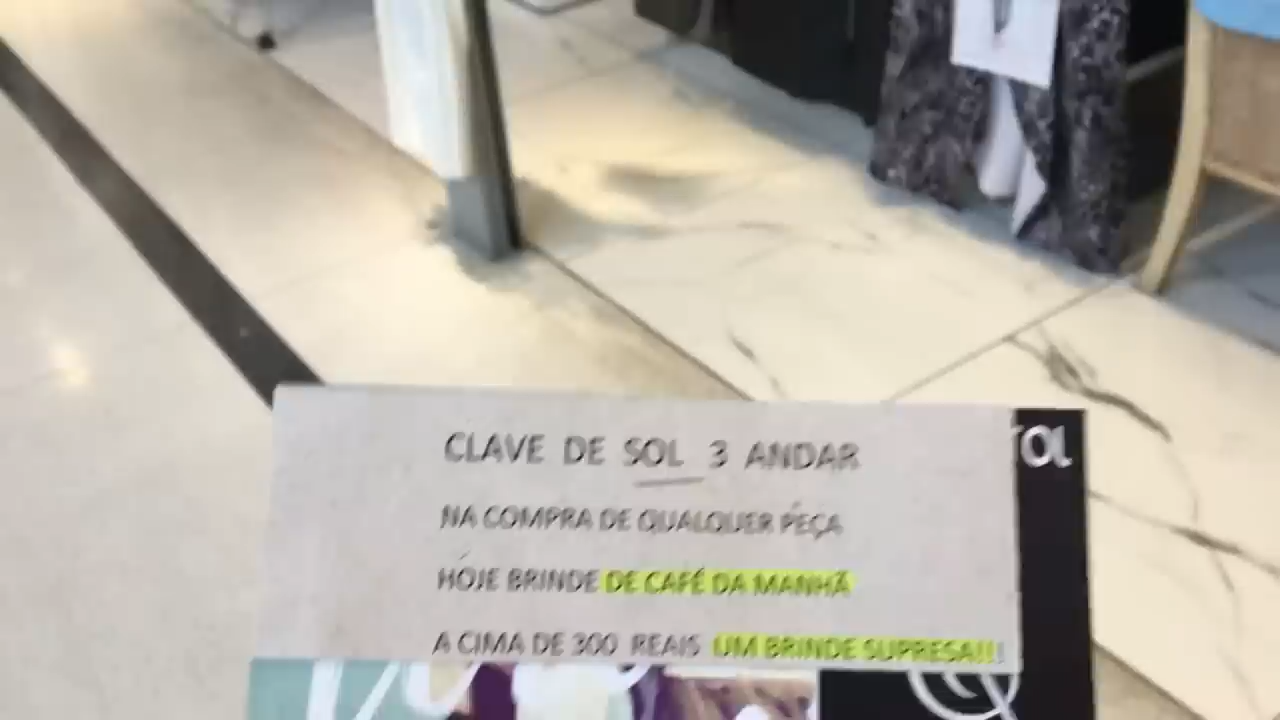 CLAVE DE SOL 3 ANDAR
NA COMPRA DE QUALQUER PEÇA
HOJE BRINDE DE CAFÉ DA MANHÃ
A CIMA DE 300 REAIS UM BRINDE SUPRESA!!!